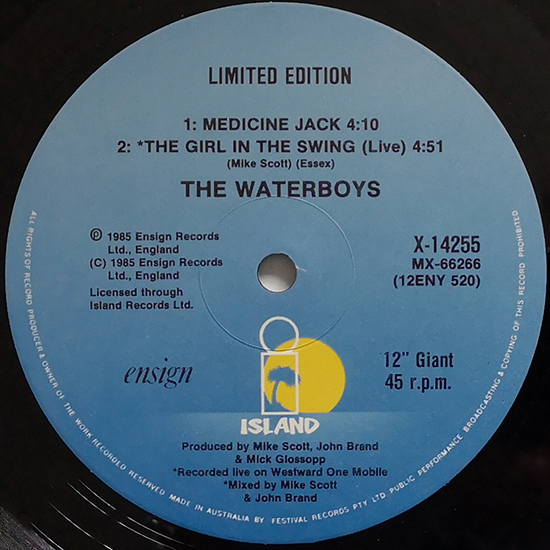 LIMITED EDITION
1: MEDICINE JACK 4:10
2: *THE GIRL IN THE SWING (Live) 4:51
(Mike Scott) (Essex)
THE WATERBOYS
Ⓟ 1985 Ensign Records
Ltd., England
(C) 1985 Ensign Records
Ltd., England
Licensed through
Island Records Ltd.
X-14255
MX-66266
(12ENY 520)
ensign
ISLAND
12" Giant
45 r.p.m.
Produced by Mike Scott, John Brand
& Mick Glossopp
*Recorded live on Westward One Mobile
*Mixed by Mike Scott
& John Brand
ALL RIGHTS OF RECORD PRODUCER & OWNER OF THE WORK RECORDED RESERVED MADE IN AUSTRALIA BY FESTIVAL RECORDS PTY LTD PUBLIC PERFORMANCE BROADCASTING & COPYING OF THIS RECORD PROHIBITED